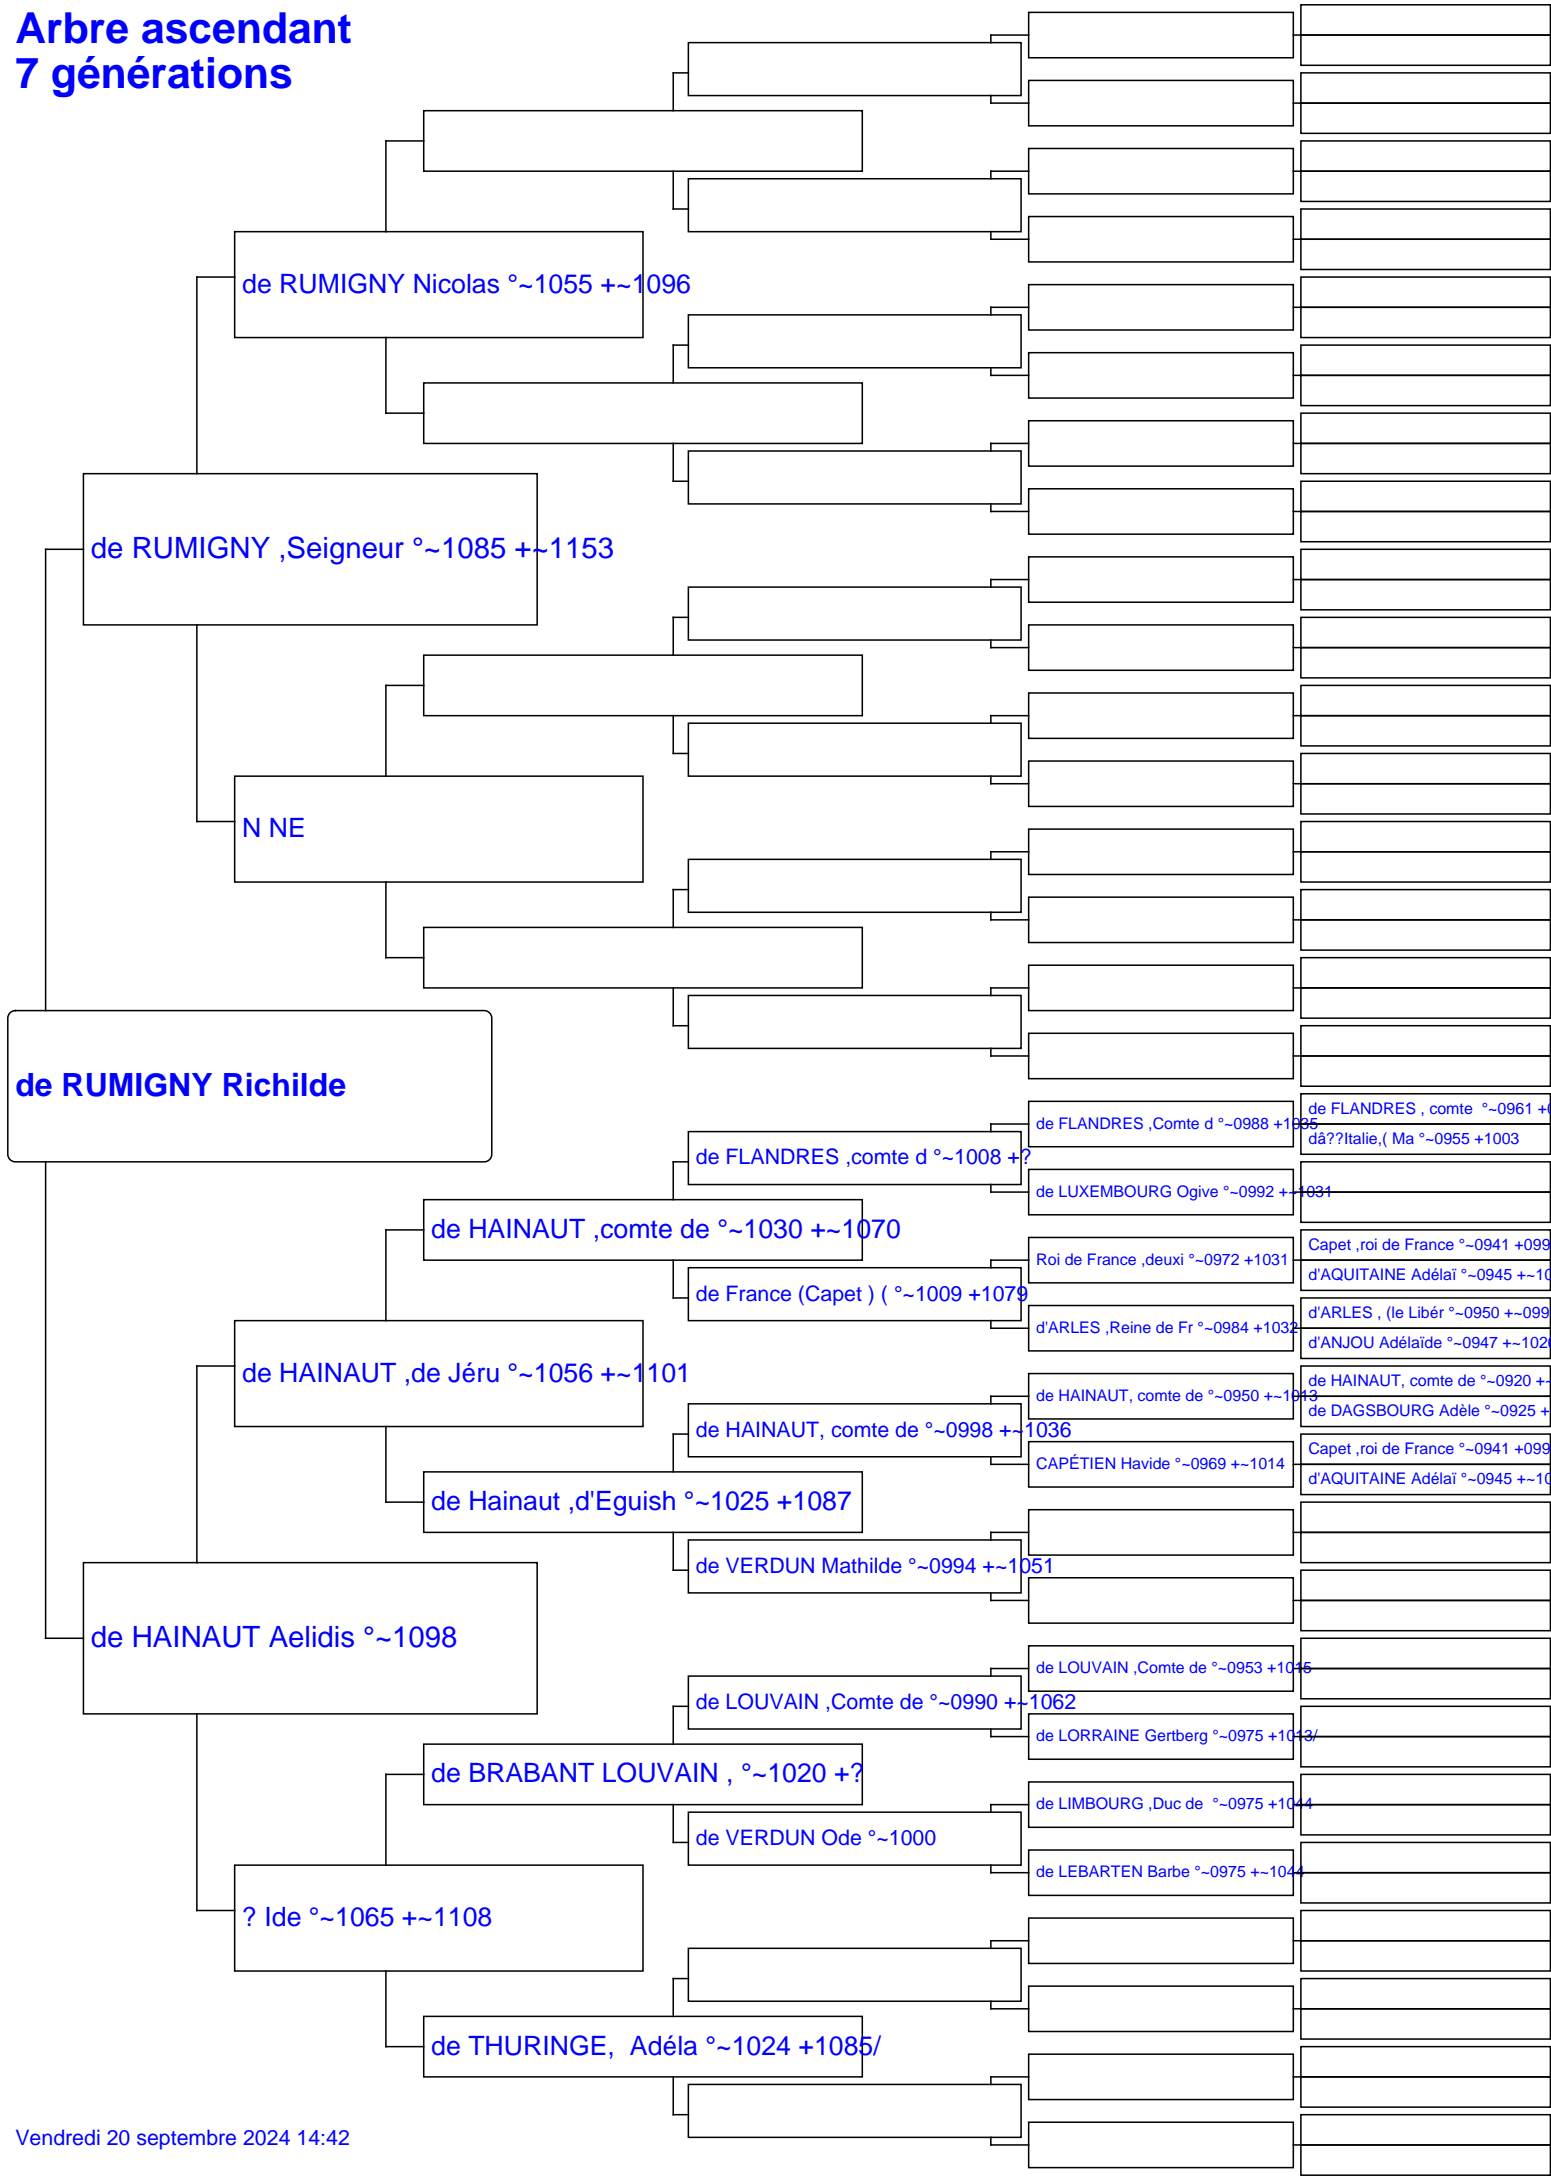 Arbre ascendant
7 générations
de RUMIGNY Nicolas °~1055 +~1096
de RUMIGNY ,Seigneur °~1085 +~1153
N NE
de RUMIGNY Richilde
de FLANDRES , comte  °~0961 +
de FLANDRES ,Comte d °~0988 +1035
dâ??Italie,( Ma °~0955 +1003
de FLANDRES ,comte d °~1008 +?
de LUXEMBOURG Ogive °~0992 +~1031
de HAINAUT ,comte de °~1030 +~1070
Capet ,roi de France °~0941 +099
Roi de France ,deuxi °~0972 +1031
d'AQUITAINE Adélaï °~0945 +~10
de France (Capet ) ( °~1009 +1079
d'ARLES , (le Libér °~0950 +~099
d'ARLES ,Reine de Fr °~0984 +1032
d'ANJOU Adélaïde °~0947 +~102
de HAINAUT ,de Jéru °~1056 +~1101
de HAINAUT, comte de °~0920 +~
de HAINAUT, comte de °~0950 +~1013
de DAGSBOURG Adèle °~0925 +
de HAINAUT, comte de °~0998 +~1036
Capet ,roi de France °~0941 +099
CAPÉTIEN Havide °~0969 +~1014
d'AQUITAINE Adélaï °~0945 +~10
de Hainaut ,d'Eguish °~1025 +1087
de VERDUN Mathilde °~0994 +~1051
de HAINAUT Aelidis °~1098
de LOUVAIN ,Comte de °~0953 +1015
de LOUVAIN ,Comte de °~0990 +~1062
de LORRAINE Gertberg °~0975 +1013/
de BRABANT LOUVAIN , °~1020 +?
de LIMBOURG ,Duc de  °~0975 +1044
de VERDUN Ode °~1000
de LEBARTEN Barbe °~0975 +~1044
? Ide °~1065 +~1108
de THURINGE,  Adéla °~1024 +1085/
Vendredi 20 septembre 2024 14:42